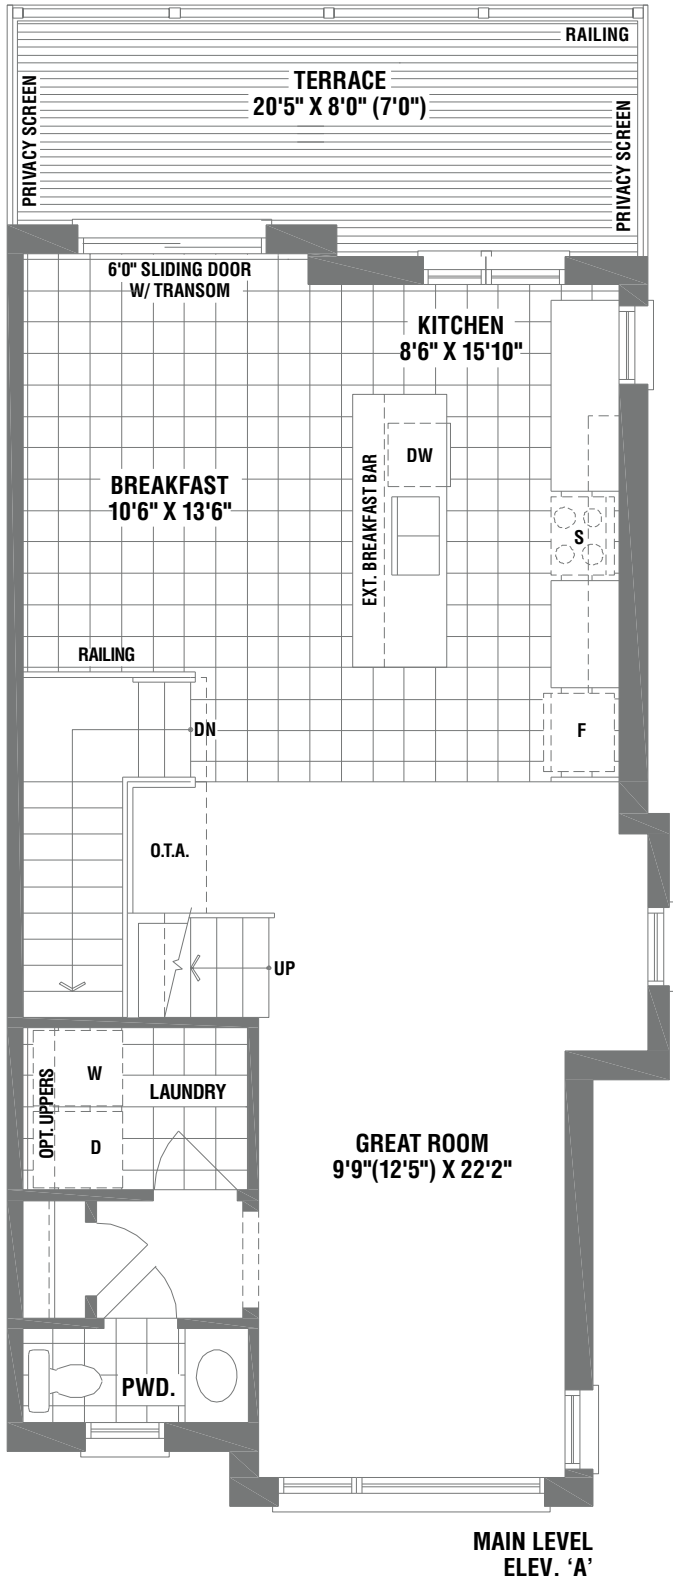 RAILING
TERRACE
20'5" X 8'0" (7'0")
PRIVACY SCREEN
PRIVACY SCREEN
6'0" SLIDING DOOR
W/ TRANSOM
KITCHEN
8'6" X 15'10"
DW
BREAKFAST
10'6" X 13'6"
EXT. BREAKFAST BAR
S
RAILING
DN
F
O.T.A.
UP
W
OPT. UPPERS
LAUNDRY
D
GREAT ROOM
9'9"(12'5") X 22'2"
PWD.
MAIN LEVEL
ELEV. ‘A’